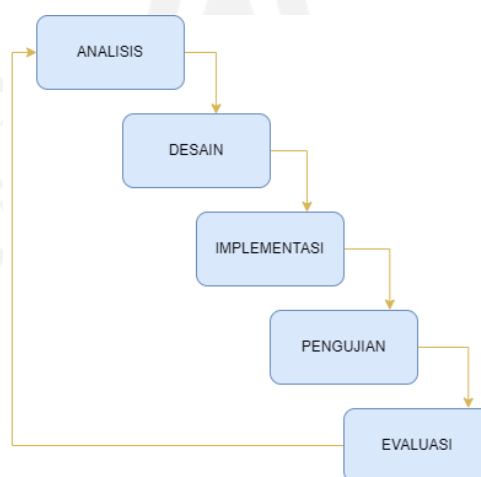 ANALISIS
DESAIN
IMPLEMENTASI
PENGUJIAN
EVALUASI